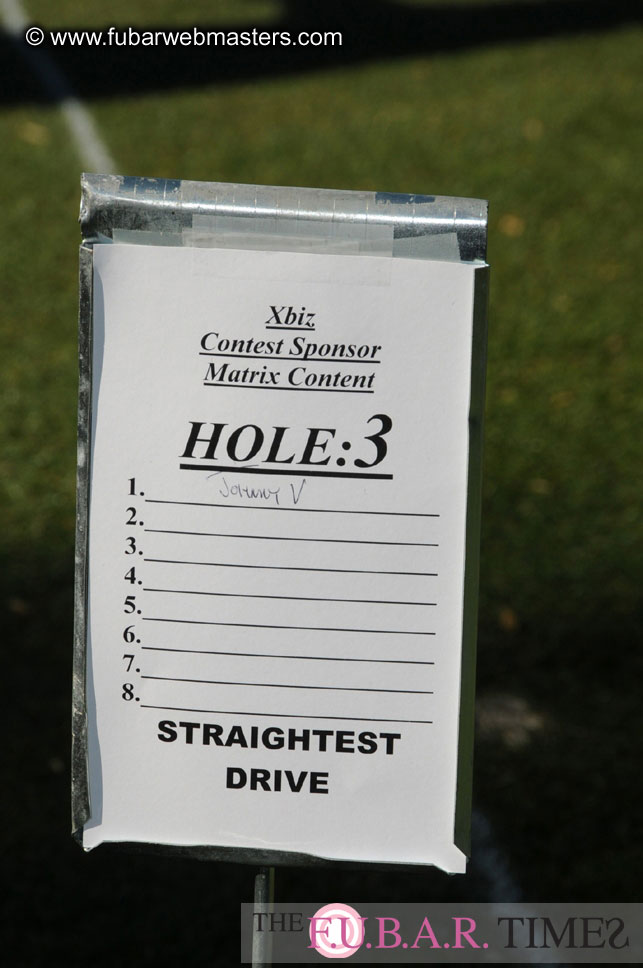 © www.fubarwebmasters.com
Xbiz
Contest Sponsor
Matrix Content
HOLE:3
1. Johnny V
2.
3.
4.
5.
6.
7.
8.
STRAIGHTEST
DRIVE
THE F.U.B.A.R. TIMES